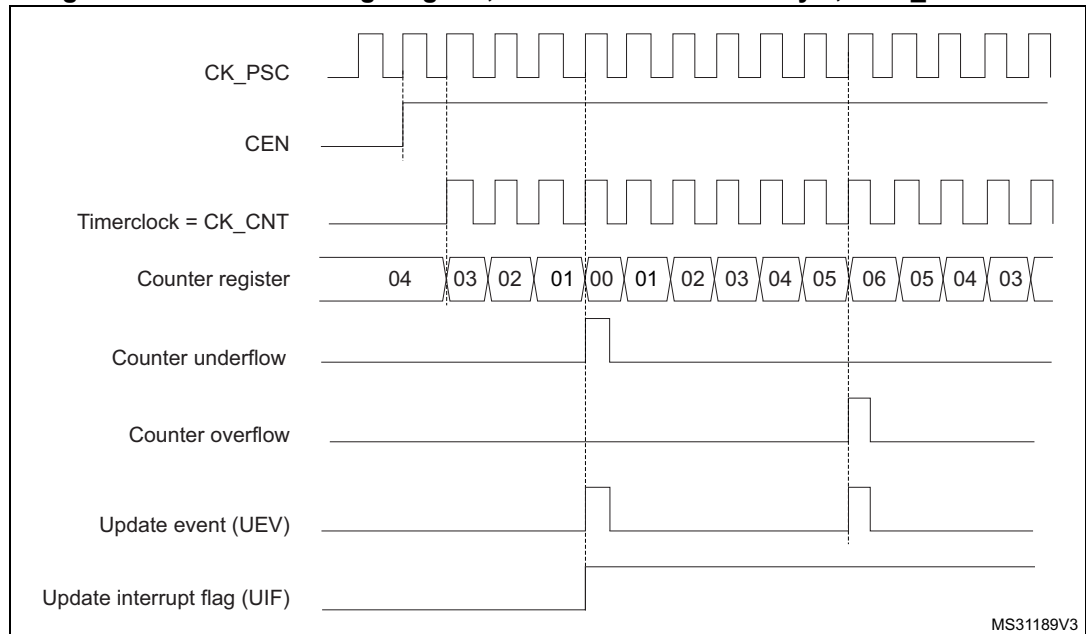 CK_PSC
CEN
Timerclock = CK_CNT
Counter register 04 03 02 01 00 01 02 03 04 05 06 05 04 03
Counter underflow
Counter overflow
Update event (UEV)
Update interrupt flag (UIF)
MS31189V3